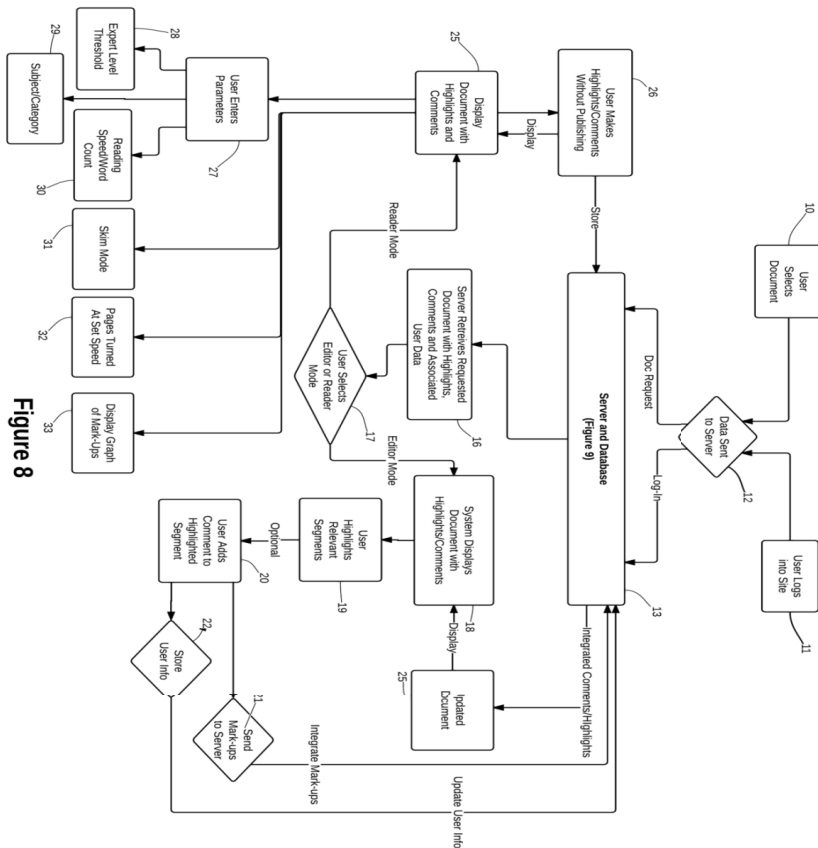 10
User
Selects
Document
User Logs
into Site
11
Data Sent
to Server
12
Doc Request
Log-In
26
User Makes
Highlights/Comments
Without Publishing
Store
Server and Database
(Figure 9)
13
Display
Integrated Comments/Highlights
25
Display
Document with
Highlights and
Comments
Server Retreives Requested
Document with Highlights,
Comments and Associated
User Data
16
System Displays
Document with
Highlights/Comments
18
Display
Ipdated
Dcument
25
Reader Mode
User Selects
Editor or Reader
Mode
17
Editor Mode
User
Highlights
Relevant
Segments
19
Optional
Integrate Mark-ups
Update User Info
User Enters
Parameters
27
User Adds
Comment to
Highlighted
Segment
20
22
Store
User Info
!1
Send
Mark-ups
to Server
28
Expert Level
Threshold
29
Subject/Category
Reading
Speed/Word
Count
30
Skim Mode
31
Pages Turned
At Set Speed
32
Display Graph
of Mark-Ups
33
Figure 8